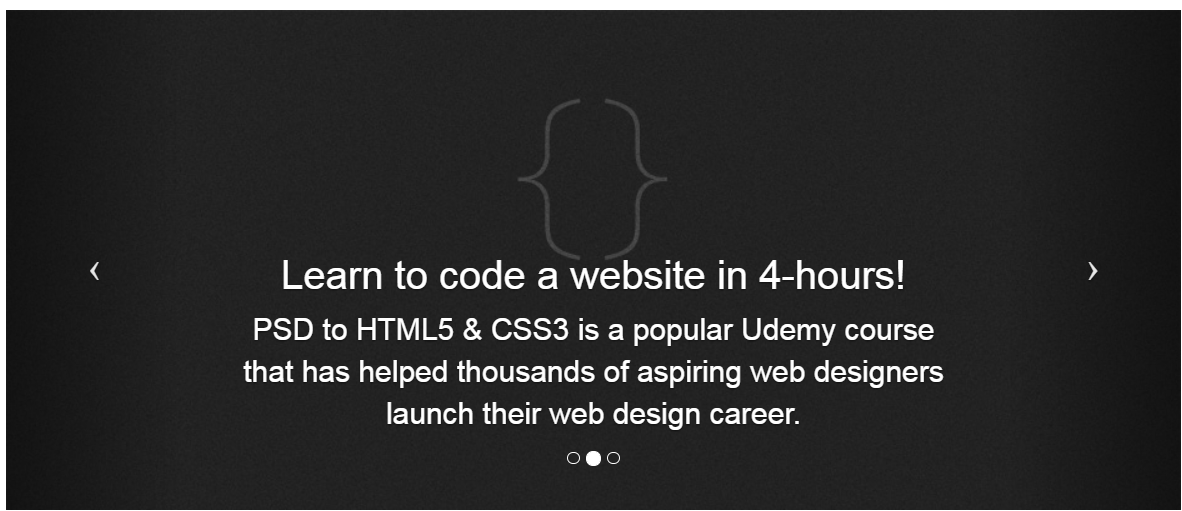 Learn to code a website in 4-hours!
PSD to HTML5 & CSS3 is a popular Udemy course
that has helped thousands of aspiring web designers
launch their web design career.